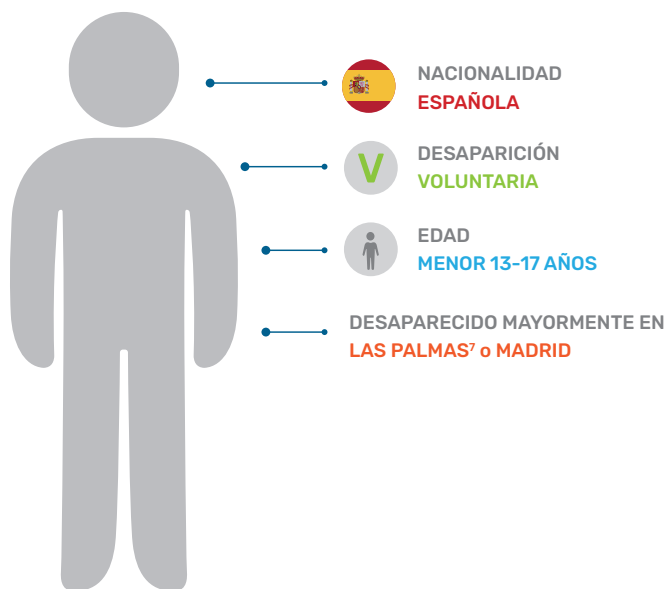 NACIONALIDAD
ESPAÑOLA
V
DESAPARICIÓN
VOLUNTARIA
EDAD
MENOR 13-17 AÑOS
DESAPARECIDO MAYORMENTE EN
LAS PALMAS⁷ o MADRID